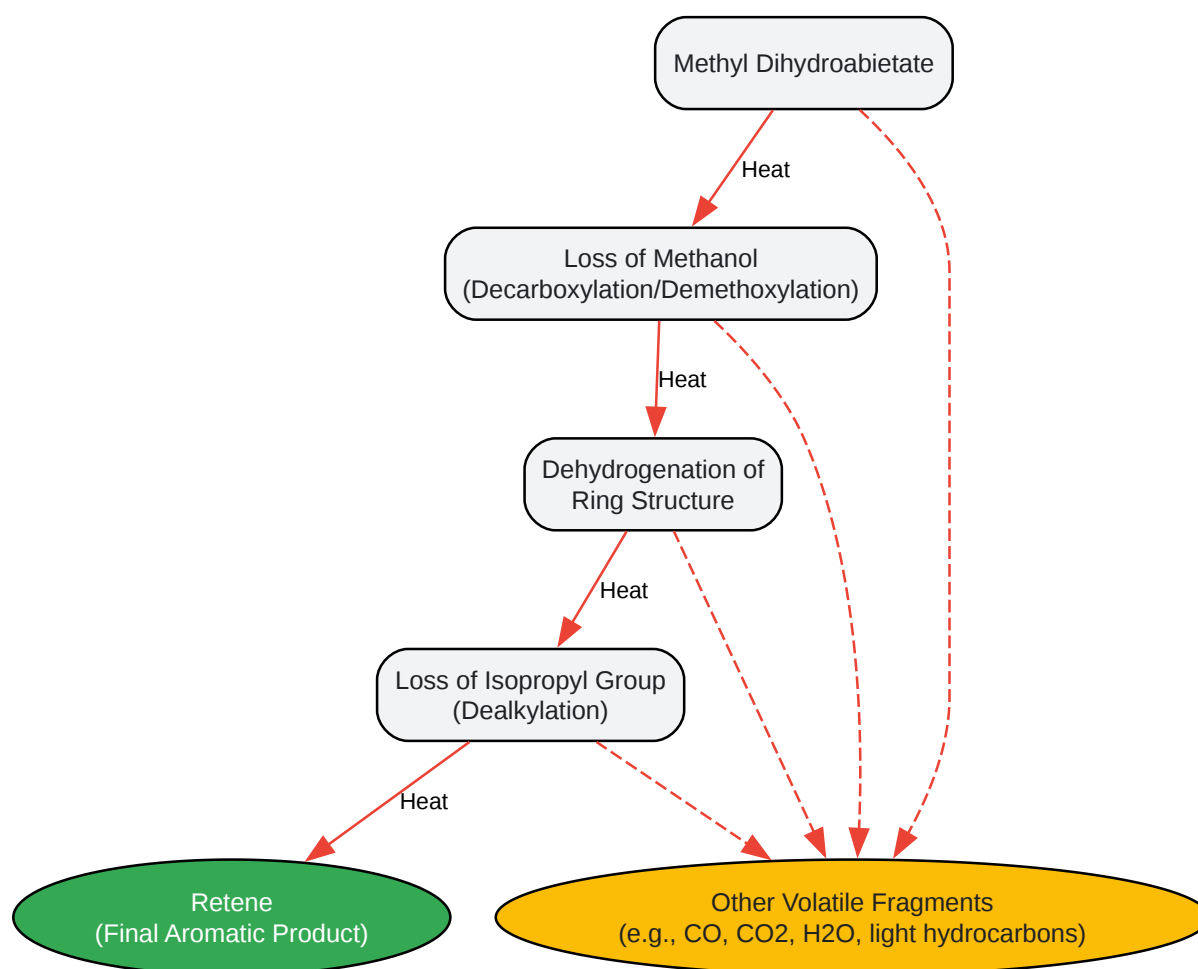 Methyl Dihydroabietate
Heat
Loss of Methanol
(Decarboxylation/Demethoxylation)
Heat
Dehydrogenation of
Ring Structure
Heat
Loss of Isopropyl Group
(Dealkylation)
Heat
Retene
(Final Aromatic Product)
Other Volatile Fragments
(e.g., CO, CO2, H2O, light hydrocarbons)